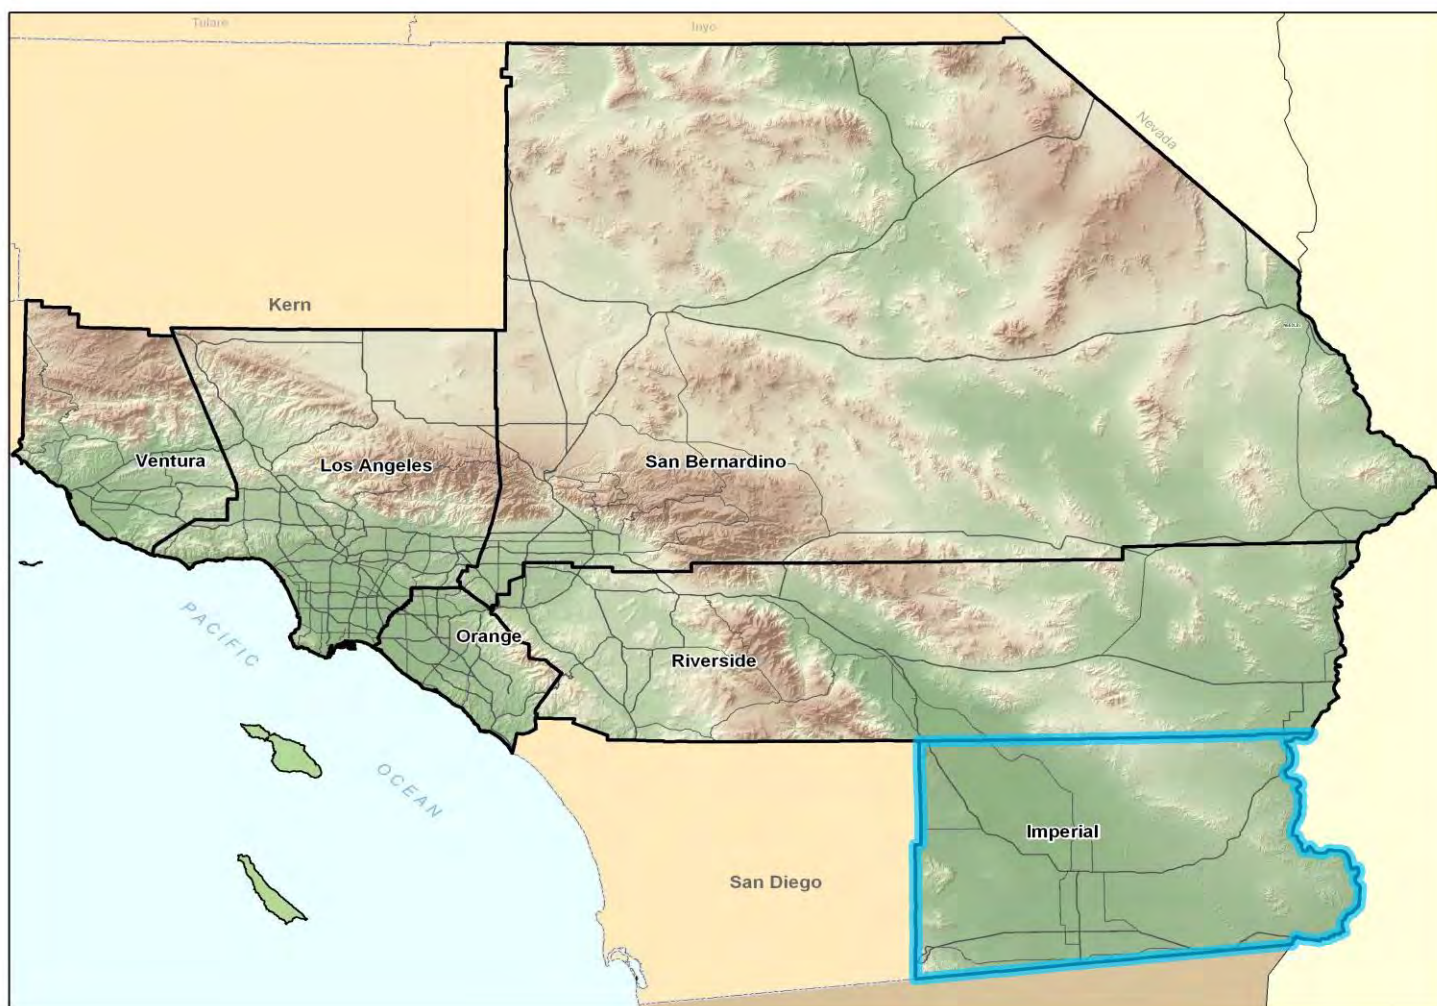 Tulare
Inyo
Nevada
Kern
Ventura
Los Angeles
San Bernardino
Orange
Riverside
PACIFIC
OCEAN
Imperial
San Diego